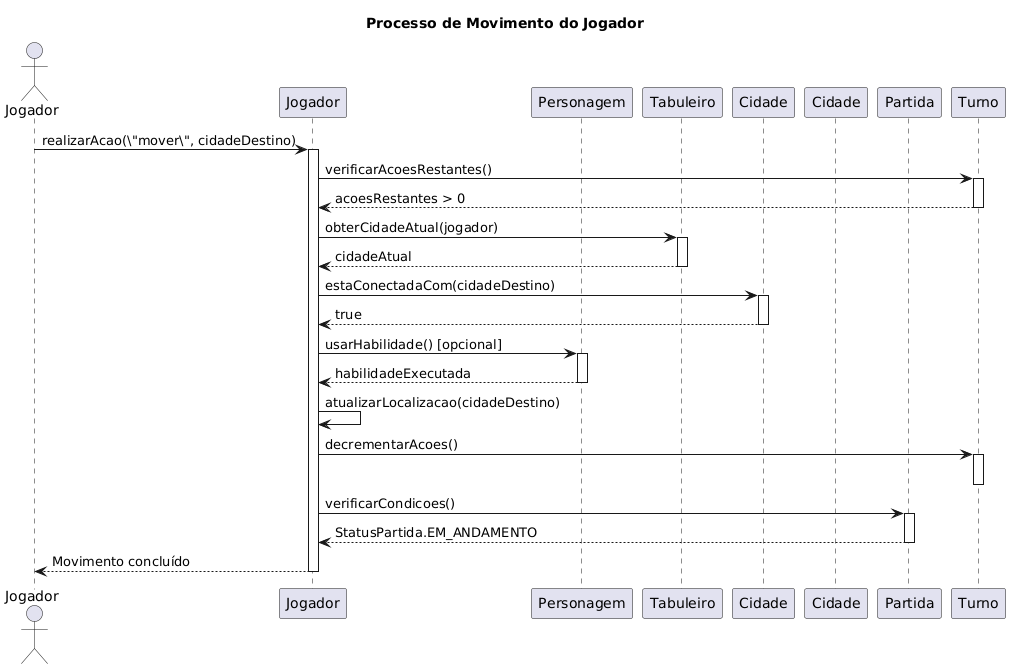 Processo de Movimento do Jogador
Jogador
Jogador
Personagem
Tabuleiro
Cidade
Cidade
Partida
Turno
realizarAcao(\"mover\", cidadeDestino)
verificarAcoesRestantes()
acoesRestantes > 0
obterCidadeAtual(jogador)
cidadeAtual
estaConectadaCom(cidadeDestino)
true
usarHabilidade() [opcional]
habilidadeExecutada
atualizarLocalizacao(cidadeDestino)
decrementarAcoes()
verificarCondicoes()
StatusPartida.EM_ANDAMENTO
Movimento concluído
Jogador
Jogador
Personagem
Tabuleiro
Cidade
Cidade
Partida
Turno